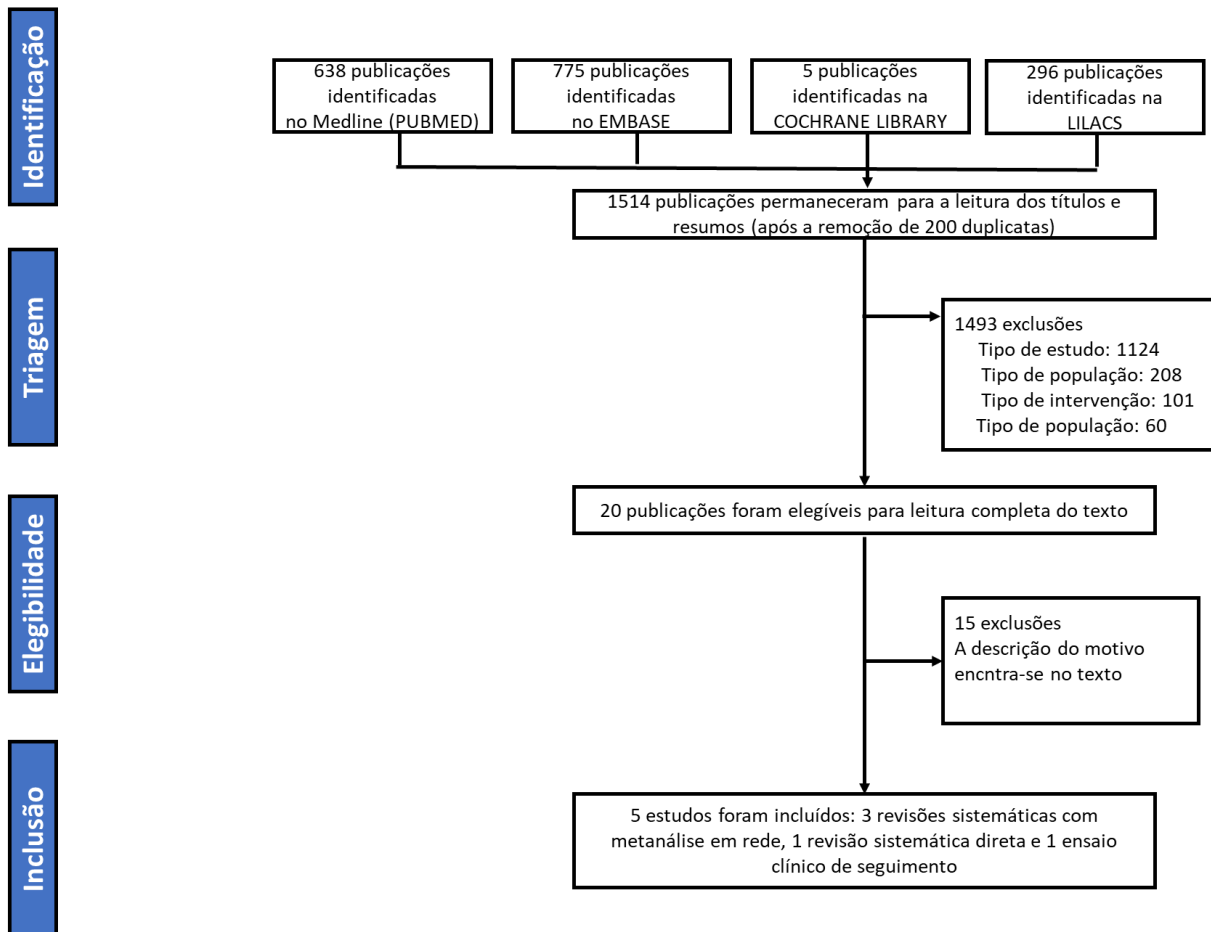 Identificação
638 publicações
identificadas
no Medline (PUBMED)
775 publicações
identificadas
no EMBASE
5 publicações
identificadas na
COCHRANE LIBRARY
296 publicações
identificadas na
LILACS
1514 publicações permaneceram para a leitura dos títulos e
resumos (após a remoção de 200 duplicatas)
Triagem
1493 exclusões
Tipo de estudo: 1124
Tipo de população: 208
Tipo de intervenção: 101
Tipo de população: 60
Elegibilidade
20 publicações foram elegíveis para leitura completa do texto
15 exclusões
A descrição do motivo
encntra-se no texto
Inclusão
5 estudos foram incluídos: 3 revisões sistemáticas com
metanálise em rede, 1 revisão sistemática direta e 1 ensaio
clínico de seguimento